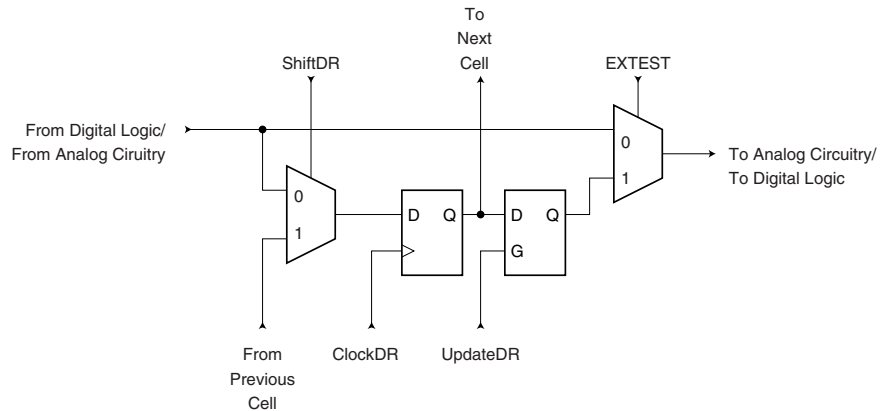 To
Next
Cell
ShiftDR
EXTEST
From Digital Logic/
From Analog Ciruitry
0
1
D Q
G
D Q
0
1
To Analog Circuitry/
To Digital Logic
From
Previous
Cell
ClockDR
UpdateDR